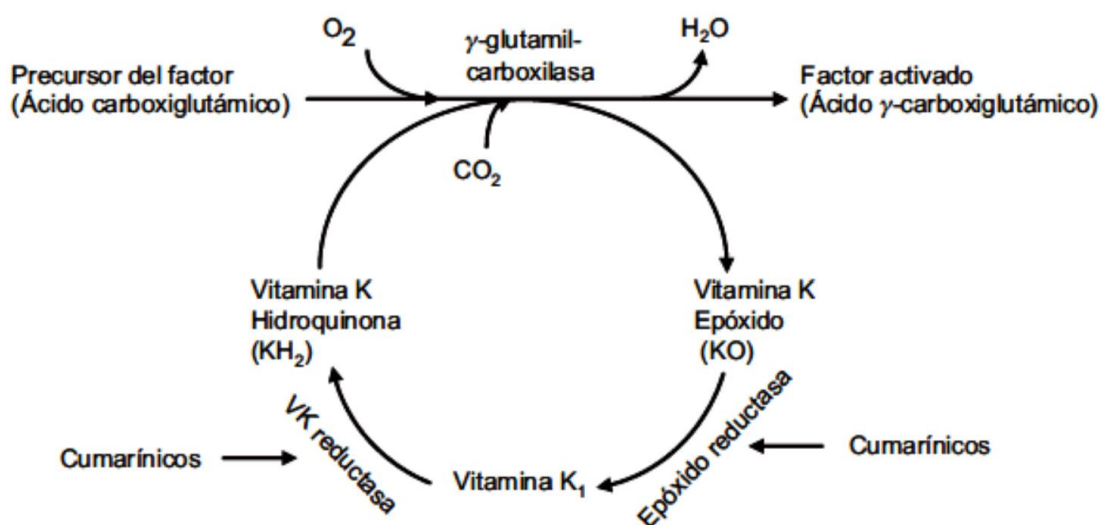 O₂
γ-glutamil-
carboxilasa
H₂O
Precursor del factor
(Ácido carboxiglutámico)
Factor activado
(Ácido γ-carboxiglutámico)
CO₂
Vitamina K
Hidroquinona
(KH₂)
Vitamina K
Epóxido
(KO)
VK reductasa
Epóxido reductasa
Cumarínicos
Cumarínicos
Vitamina K₁